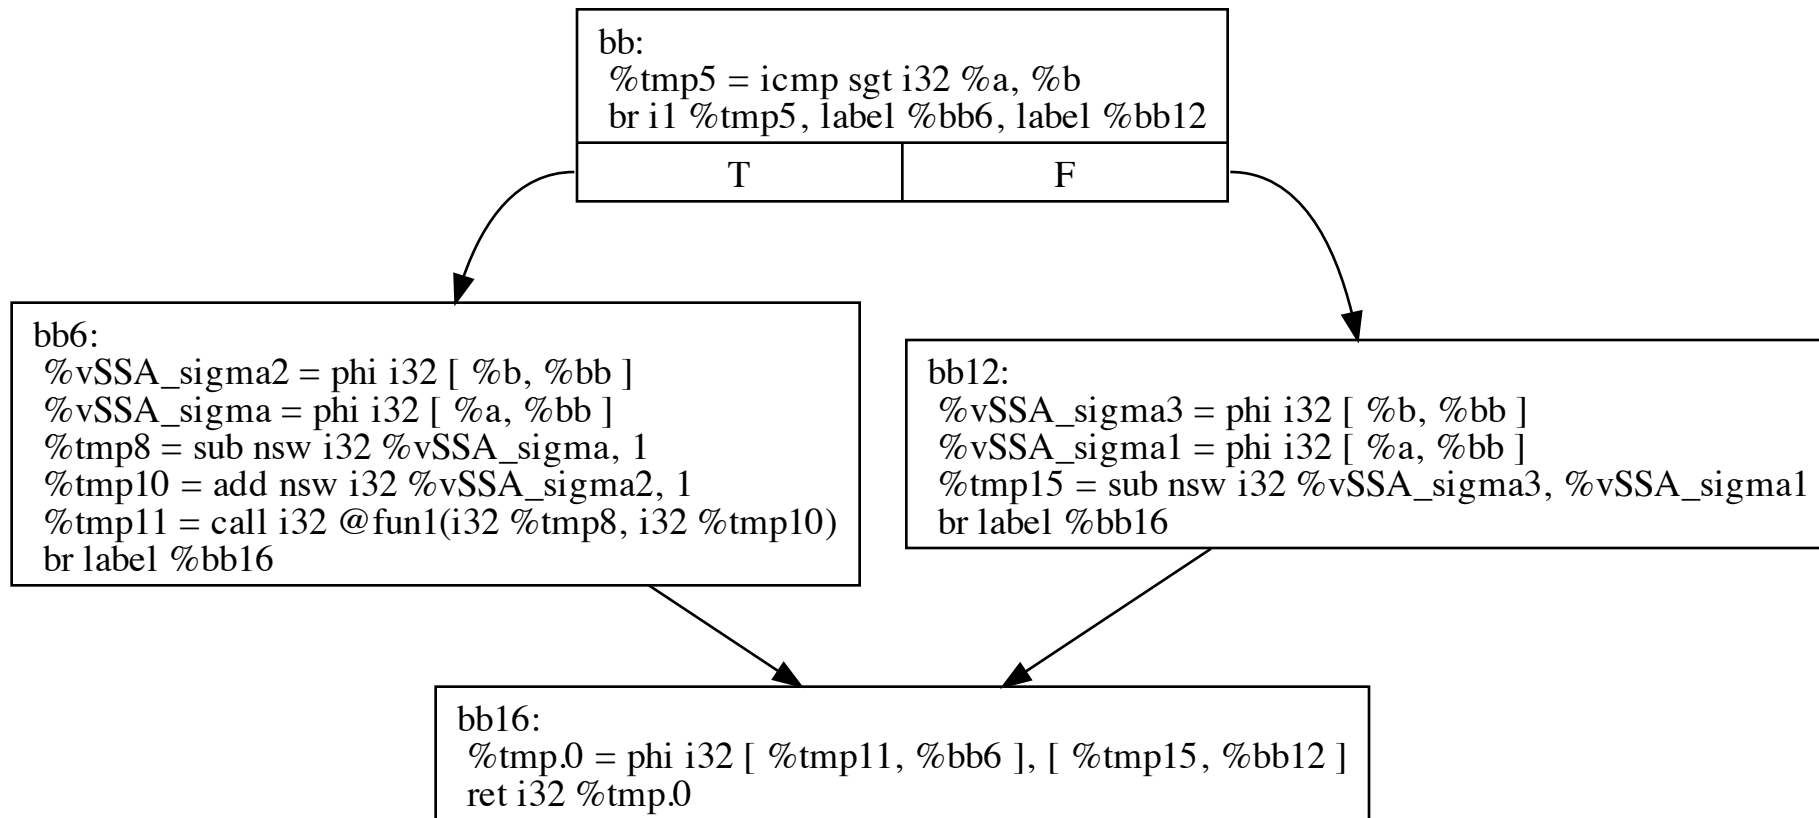 bb:
%tmp5 = icmp sgt i32 %a, %b
br i1 %tmp5, label %bb6, label %bb12
T
F
bb6:
%vSSA_sigma2 = phi i32 [ %b, %bb ]
%vSSA_sigma = phi i32 [ %a, %bb ]
%tmp8 = sub nsw i32 %vSSA_sigma, 1
%tmp10 = add nsw i32 %vSSA_sigma2, 1
%tmp11 = call i32 @fun1(i32 %tmp8, i32 %tmp10)
br label %bb16
bb12:
%vSSA_sigma3 = phi i32 [ %b, %bb ]
%vSSA_sigma1 = phi i32 [ %a, %bb ]
%tmp15 = sub nsw i32 %vSSA_sigma3, %vSSA_sigma1
br label %bb16
bb16:
%tmp.0 = phi i32 [ %tmp11, %bb6 ], [ %tmp15, %bb12 ]
ret i32 %tmp.0